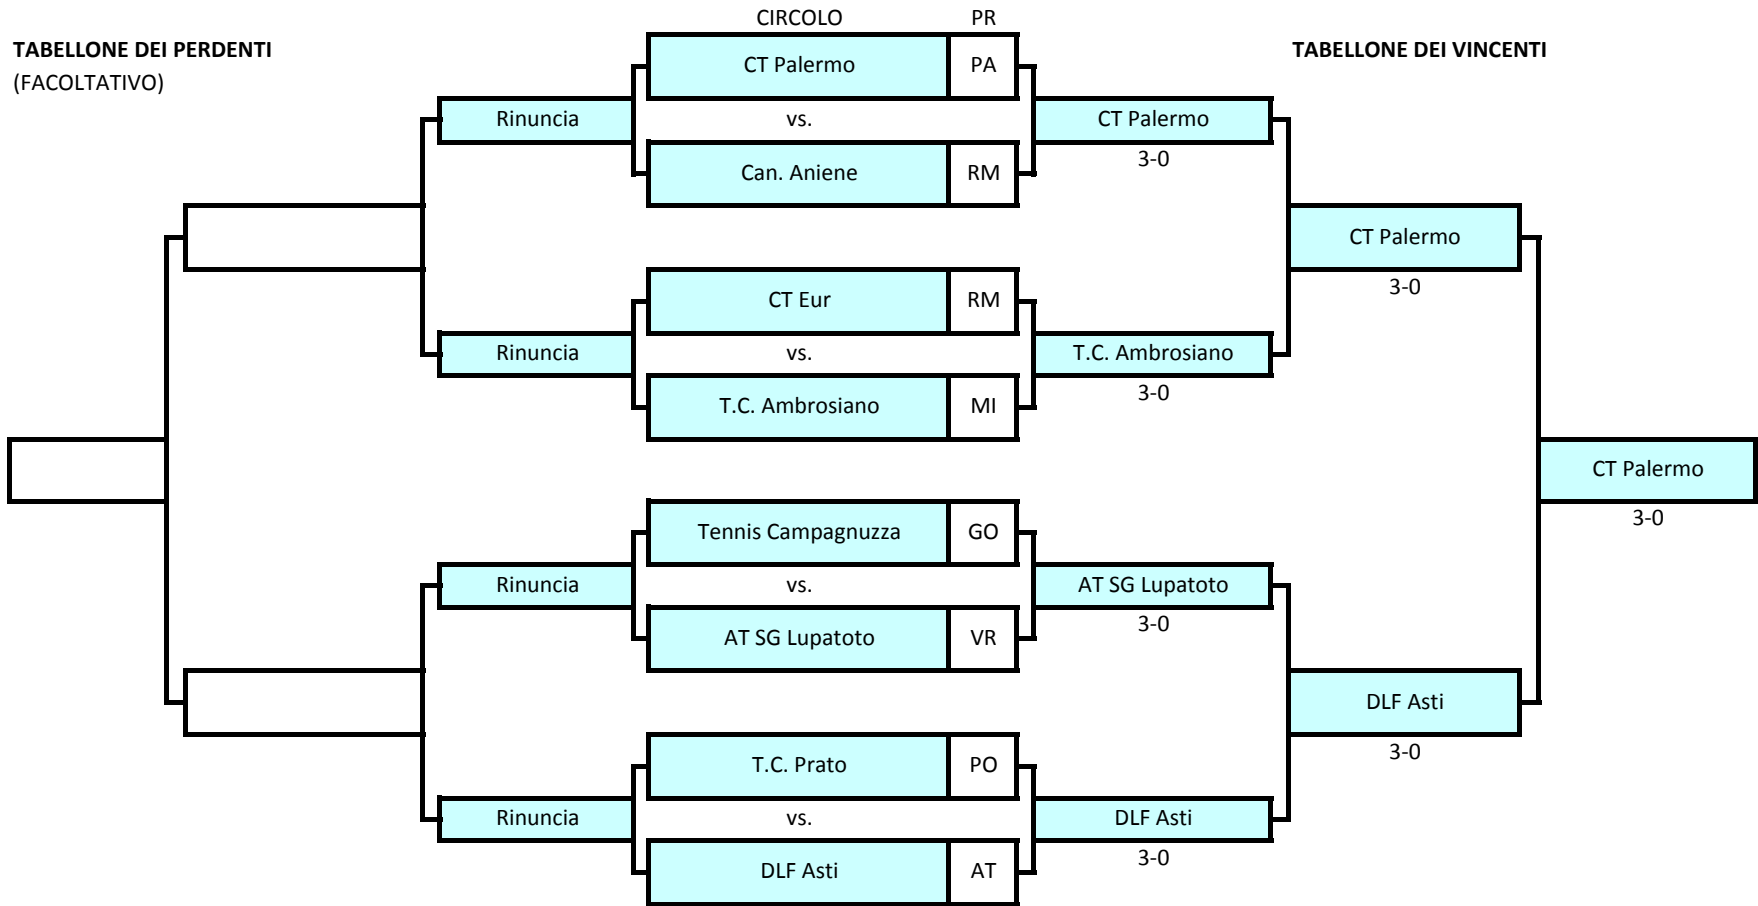 CIRCOLO PR
TABELLONE DEI PERDENTI
TABELLONE DEI VINCENTI
(FACOLTATIVO)
CT Palermo PA
Rinuncia vs. CT Palermo
3-0
Can. Aniene RM
CT Palermo
3-0
CT Eur RM
Rinuncia vs. T.C. Ambrosiano
3-0
T.C. Ambrosiano MI
CT Palermo
3-0
Tennis Campagnuzza GO
Rinuncia vs. AT SG Lupatoto
3-0
AT SG Lupatoto VR
DLF Asti
3-0
T.C. Prato PO
Rinuncia vs. DLF Asti
3-0
DLF Asti AT